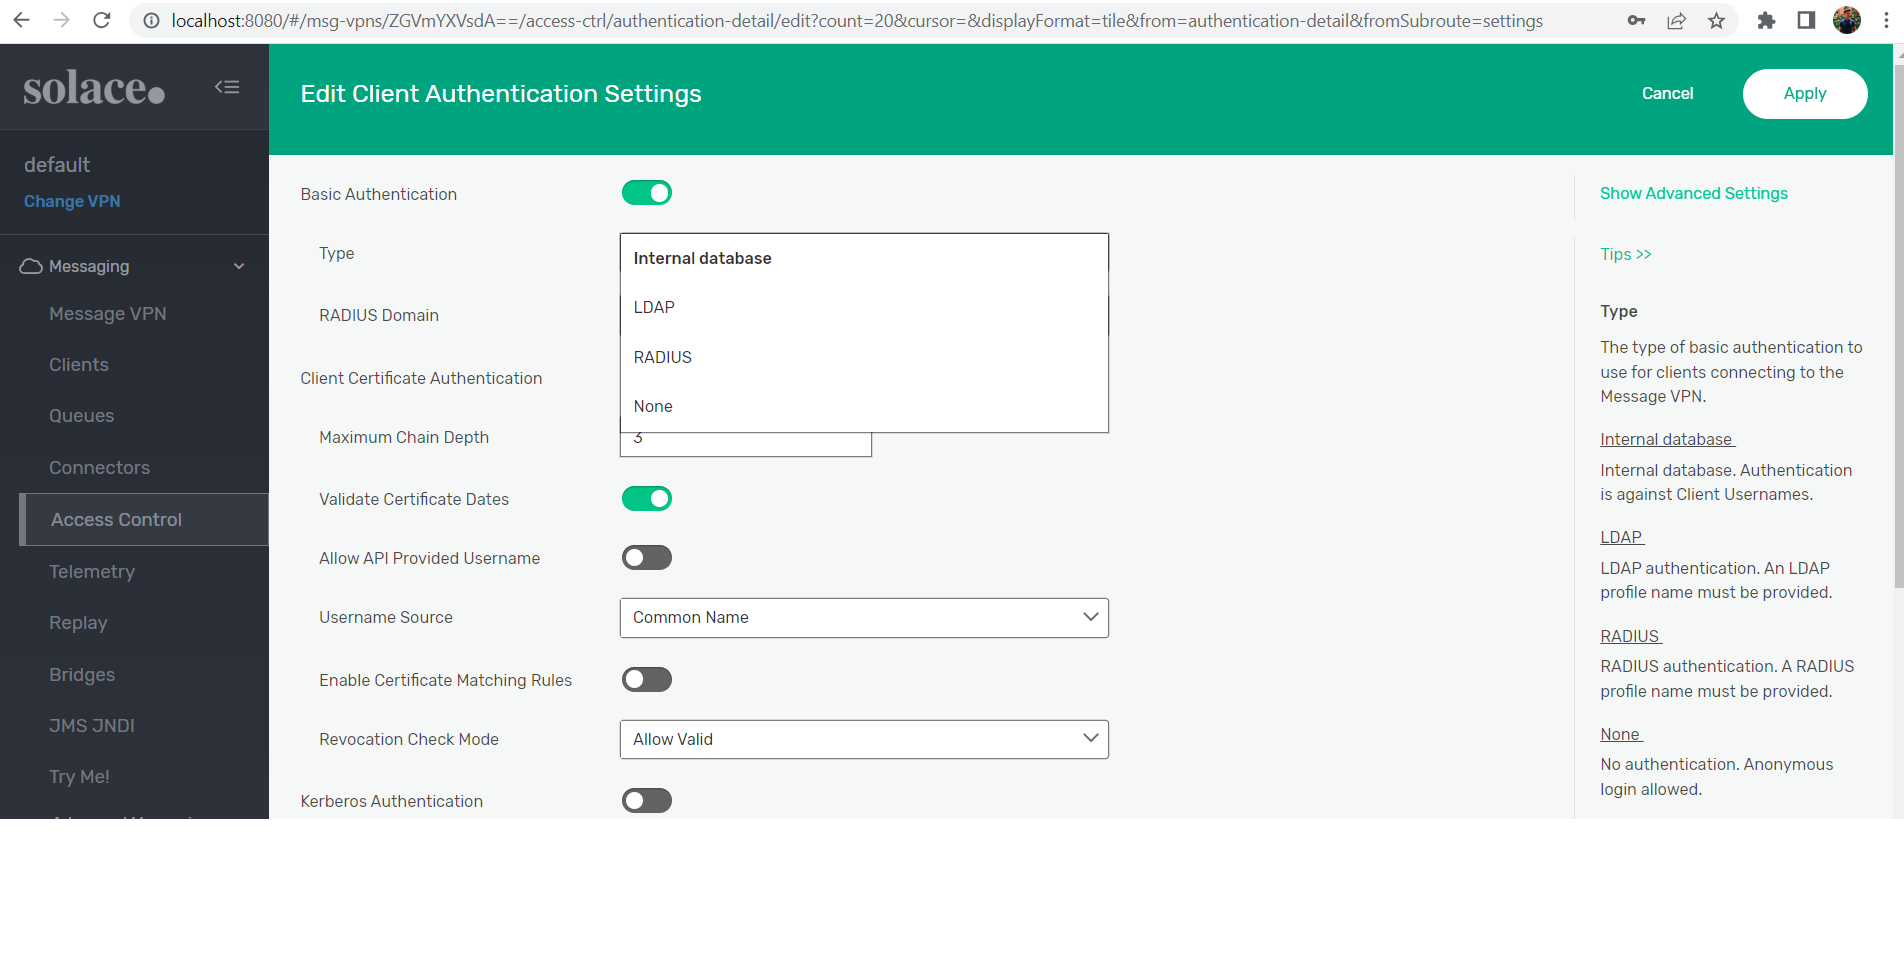 localhost:8080/#/msg-vpns/ZGVmYXVsdA==/access-ctrl/authentication-detail/edit?count=20&cursor=&displayFormat=tile&from=authentication-detail&fromSubroute=settings
solace.
Edit Client Authentication Settings
Cancel
Apply
default
Change VPN
Messaging
Message VPN
Clients
Queues
Connectors
Access Control
Telemetry
Replay
Bridges
JMS JNDI
Try Me!
Basic Authentication
Type
Internal database
LDAP
RADIUS
None
RADIUS Domain
Client Certificate Authentication
Maximum Chain Depth
3
Validate Certificate Dates
Allow API Provided Username
Username Source
Common Name
Enable Certificate Matching Rules
Revocation Check Mode
Allow Valid
Kerberos Authentication
Show Advanced Settings
Tips >>
Type
The type of basic authentication to
use for clients connecting to the
Message VPN.
Internal database
Internal database. Authentication
is against Client Usernames.
LDAP
LDAP authentication. An LDAP
profile name must be provided.
RADIUS
RADIUS authentication. A RADIUS
profile name must be provided.
None
No authentication. Anonymous
login allowed.